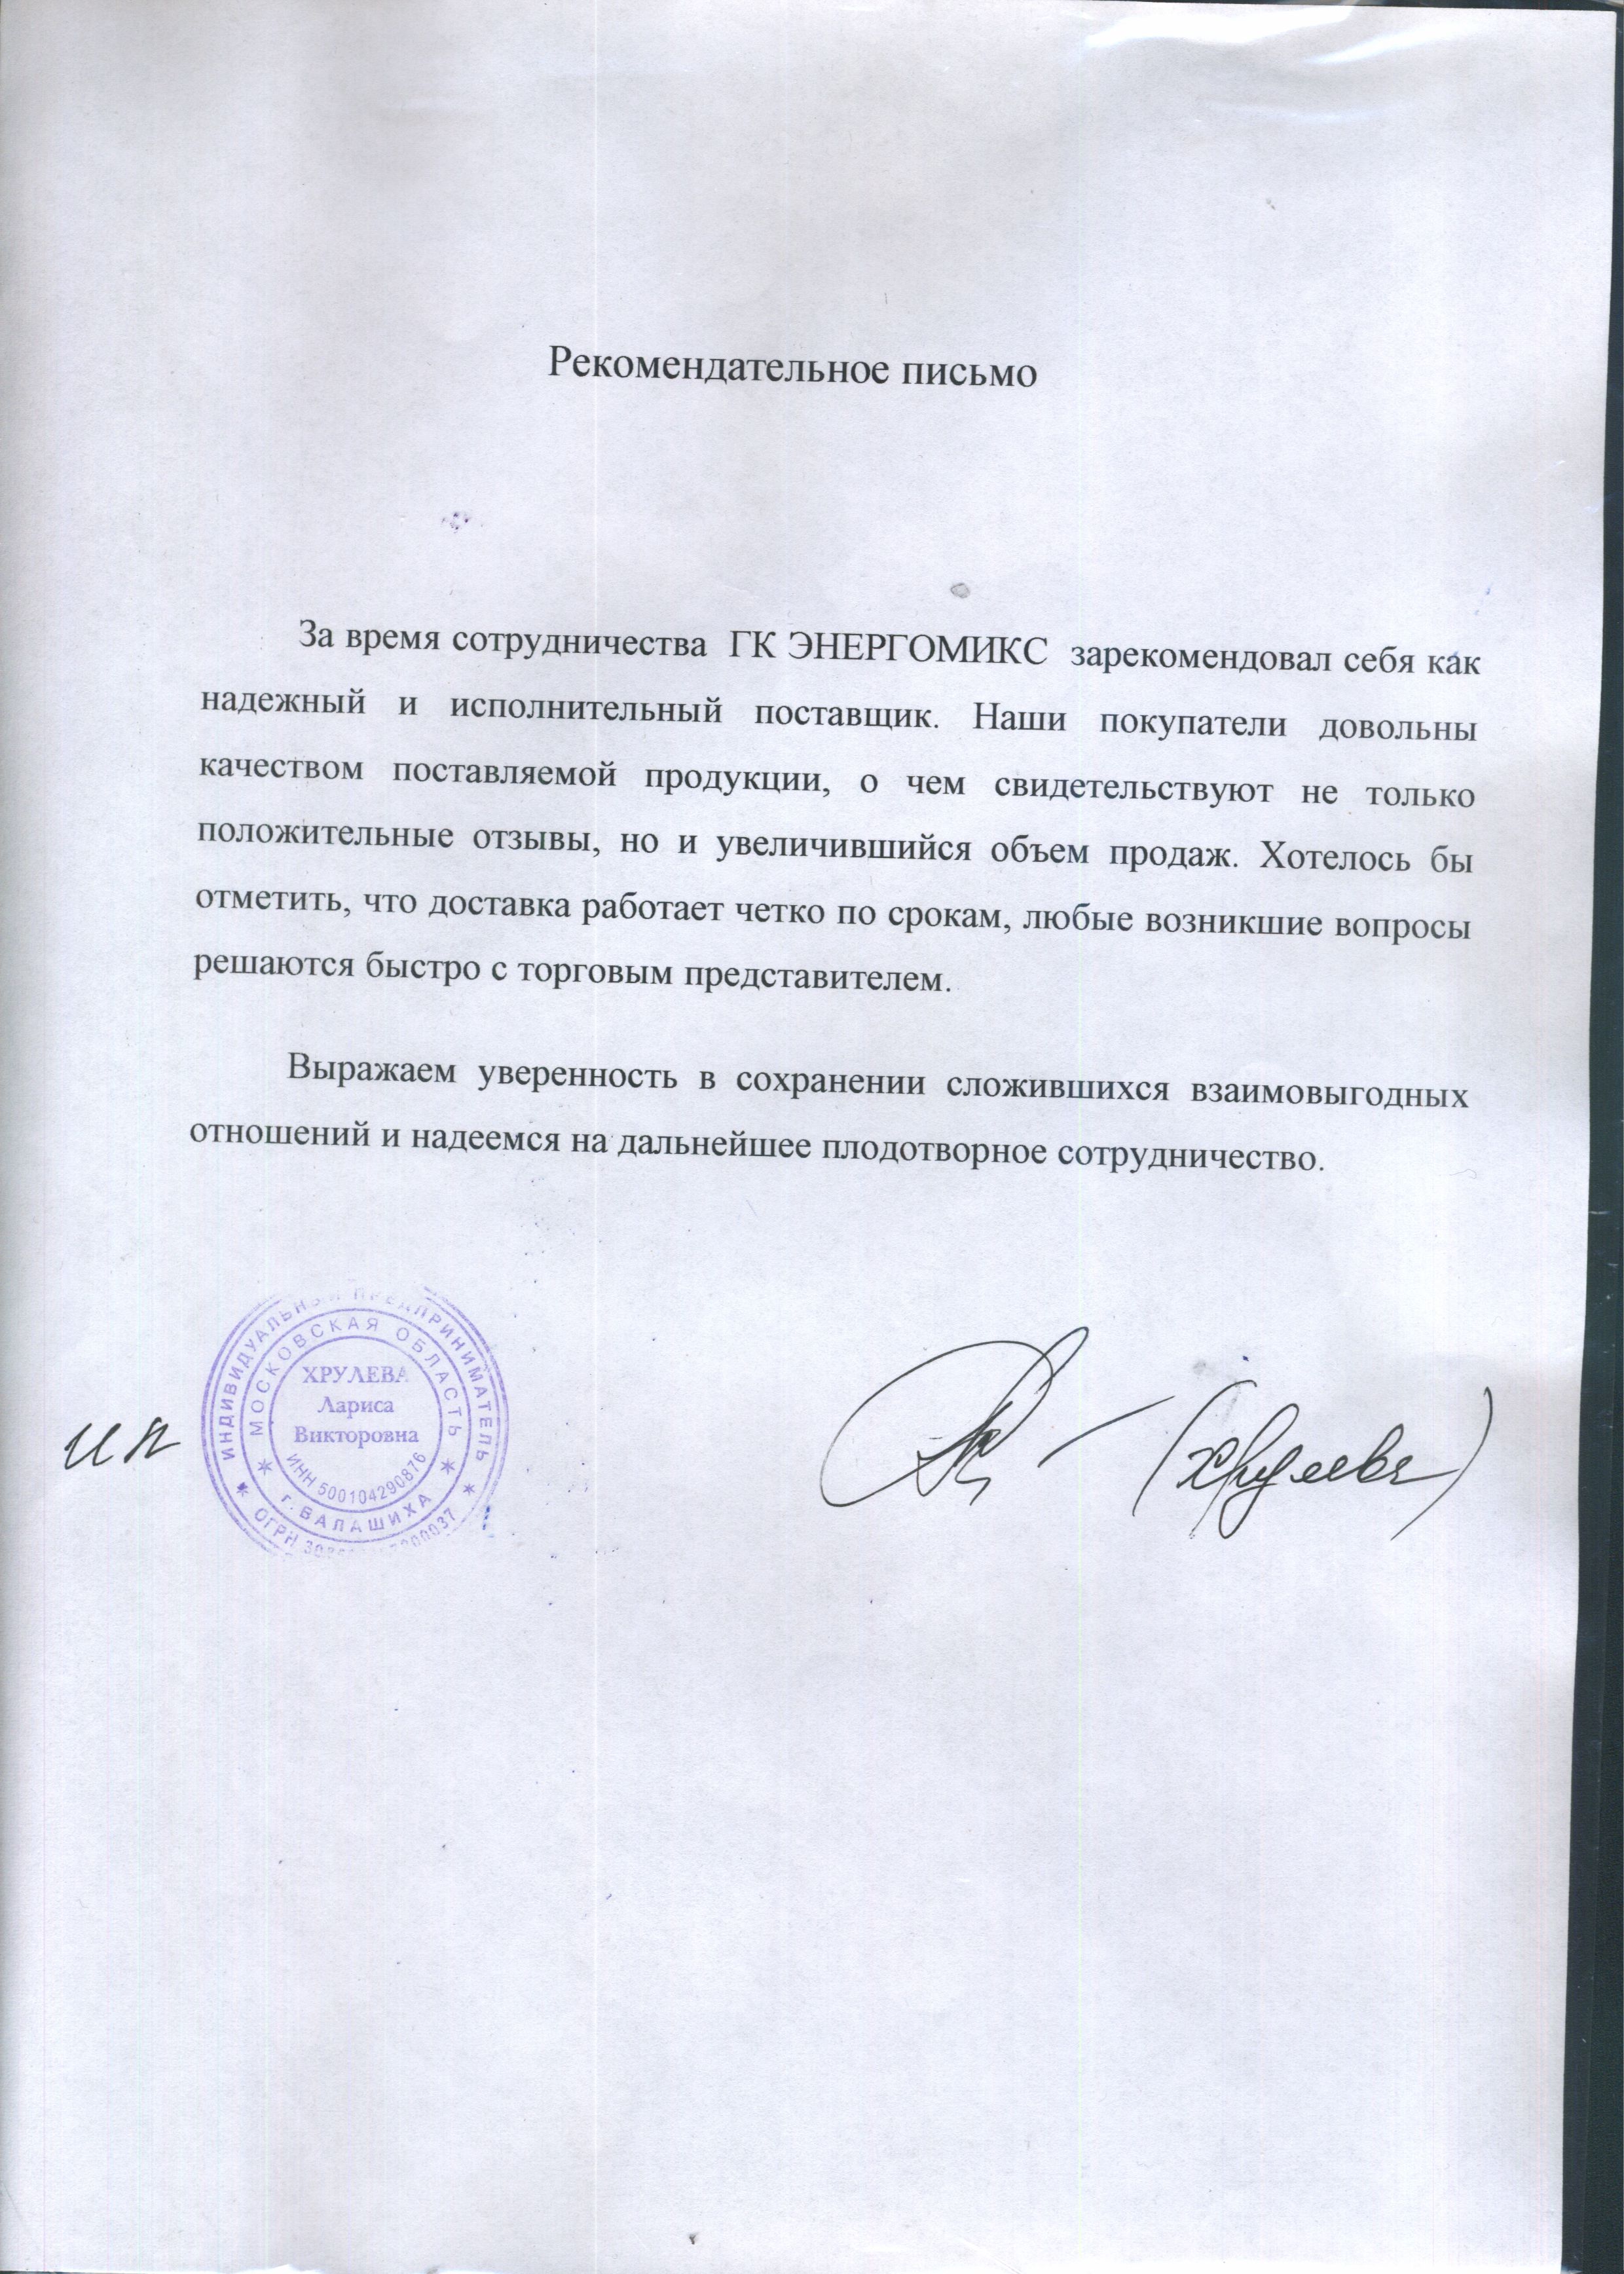 Рекомендательное письмо
За время сотрудничества ГК ЭНЕРГОМИКС зарекомендовал себя как
надежный и исполнительный поставщик. Наши покупатели довольны
качеством поставляемой продукции, о чем свидетельствуют не только
положительные отзывы, но и увеличившийся объем продаж. Хотелось бы
отметить, что доставка работает четко по срокам, любые возникшие вопросы
решаются быстро с торговым представителем.
Выражаем уверенность в сохранении сложившихся взаимовыгодных
отношений и надеемся на дальнейшее плодотворное сотрудничество.
ип
ИНДИВИДУАЛЬНЫЙ ПРЕДПРИНИМАТЕЛЬ
МОСКОВСКАЯ ОБЛАСТЬ
ХРУЛЕВА
Лариса
Викторовна
ИНН 500104290876
г. БАЛАШИХА
ОГРН
(Хрулева)